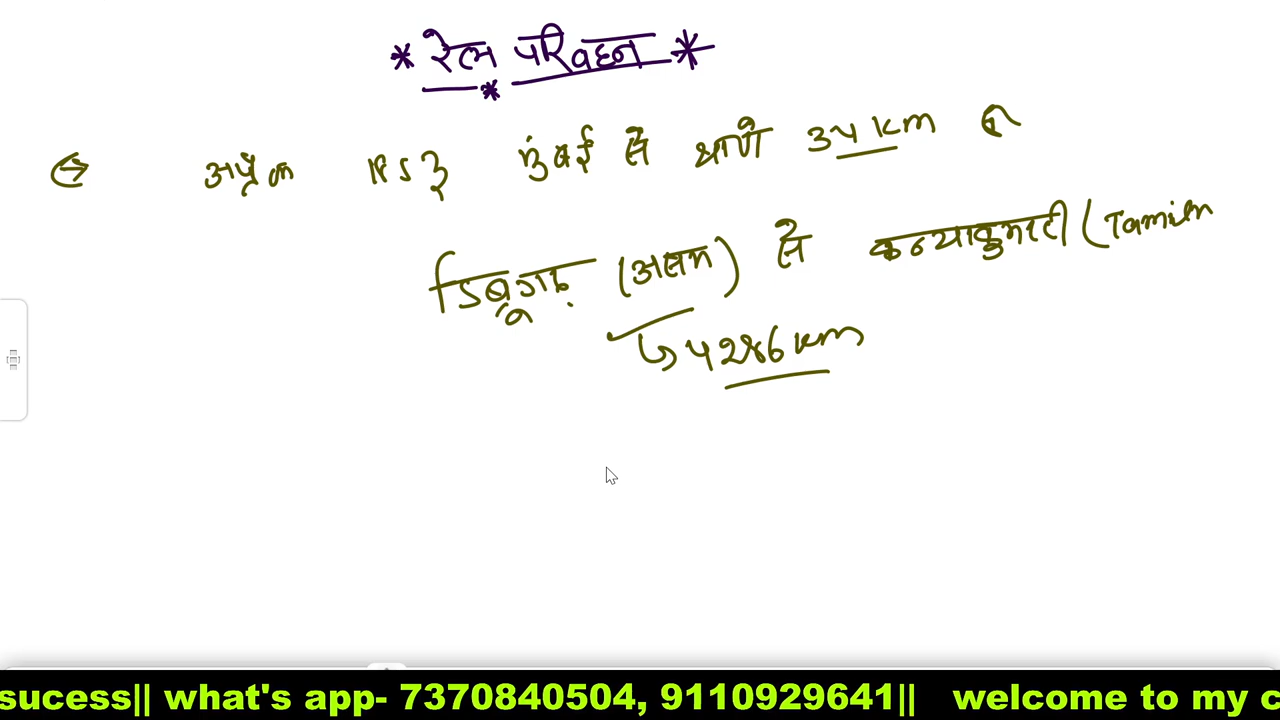 * रेल परिवहन *
*
⇒ अप्रैल 1853 मुंबई से थाणे 34 km
डिब्रूगढ़ (असम) से कन्याकुमारी (Tamil
↳ 4286 km
sucess|| what's app- 7370840504, 9110929641|| welcome to my c